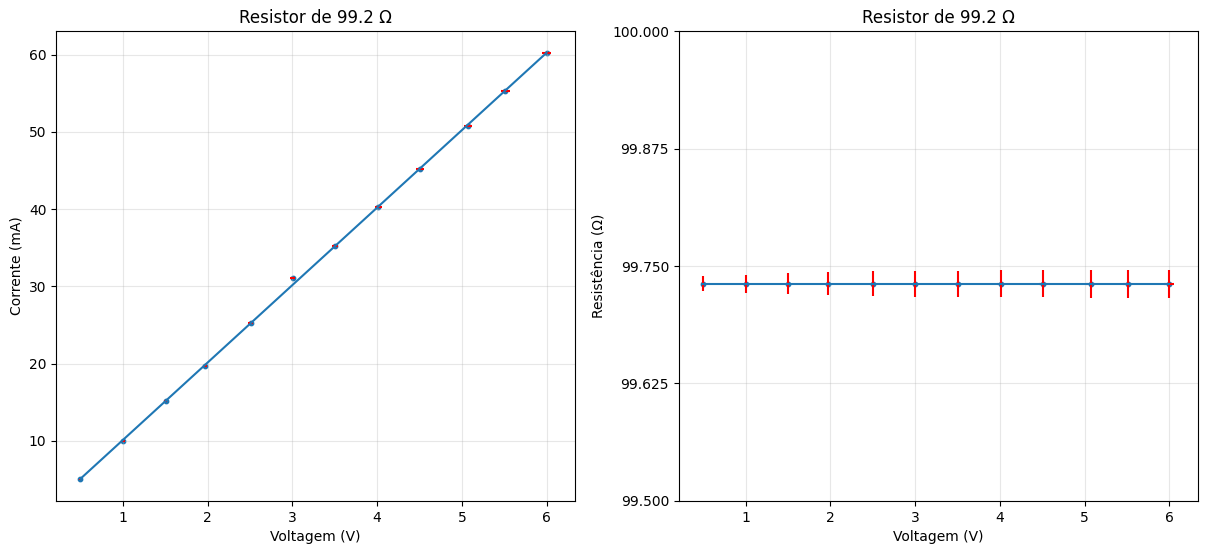 Resistor de 99.2 Ω
60
50
40
30
20
10
1 2 3 4 5 6
Corrente (mA)
Voltagem (V)
Resistor de 99.2 Ω
100.000
99.875
99.750
99.625
99.500
1 2 3 4 5 6
Resistência (Ω)
Voltagem (V)